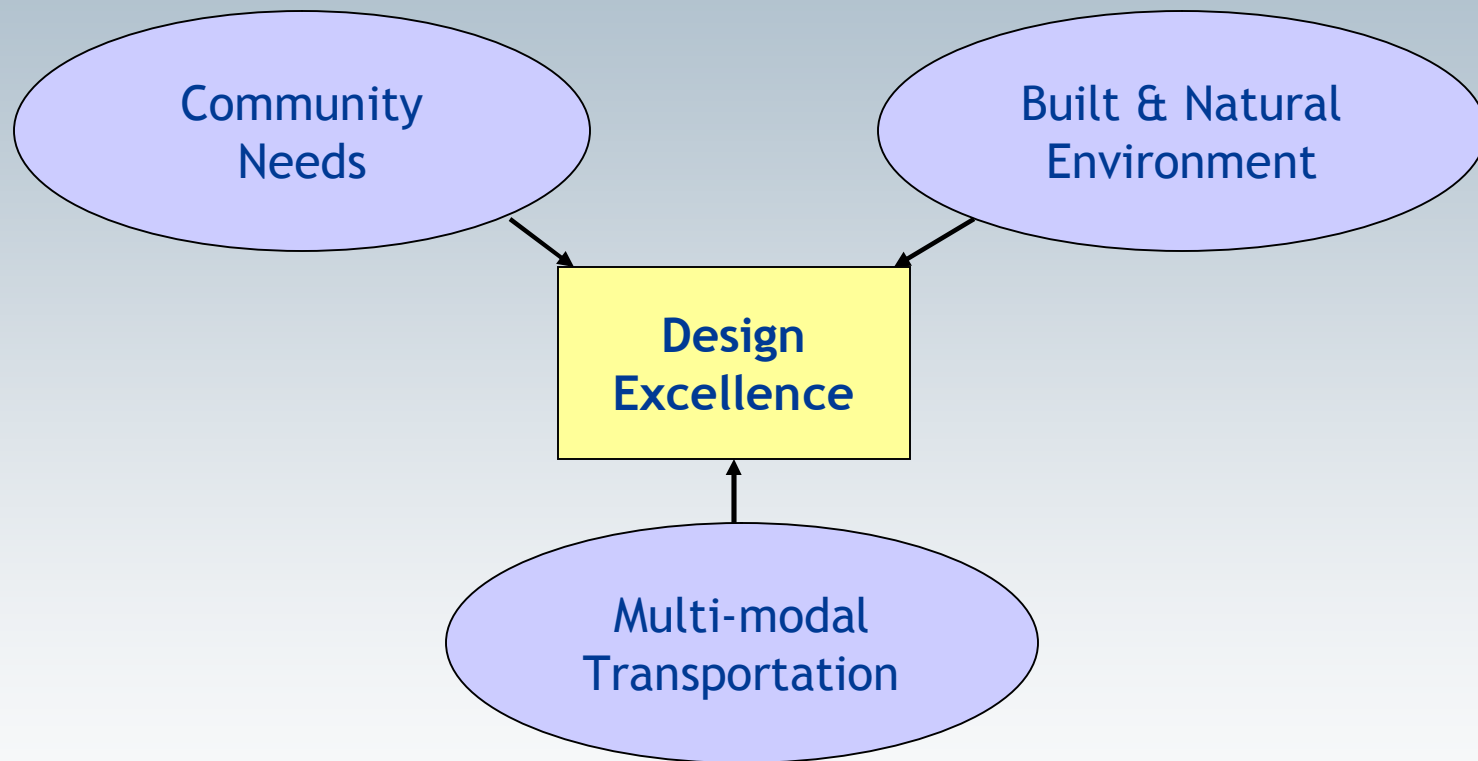 Community
Needs
Built & Natural
Environment
Design
Excellence
Multi-modal
Transportation